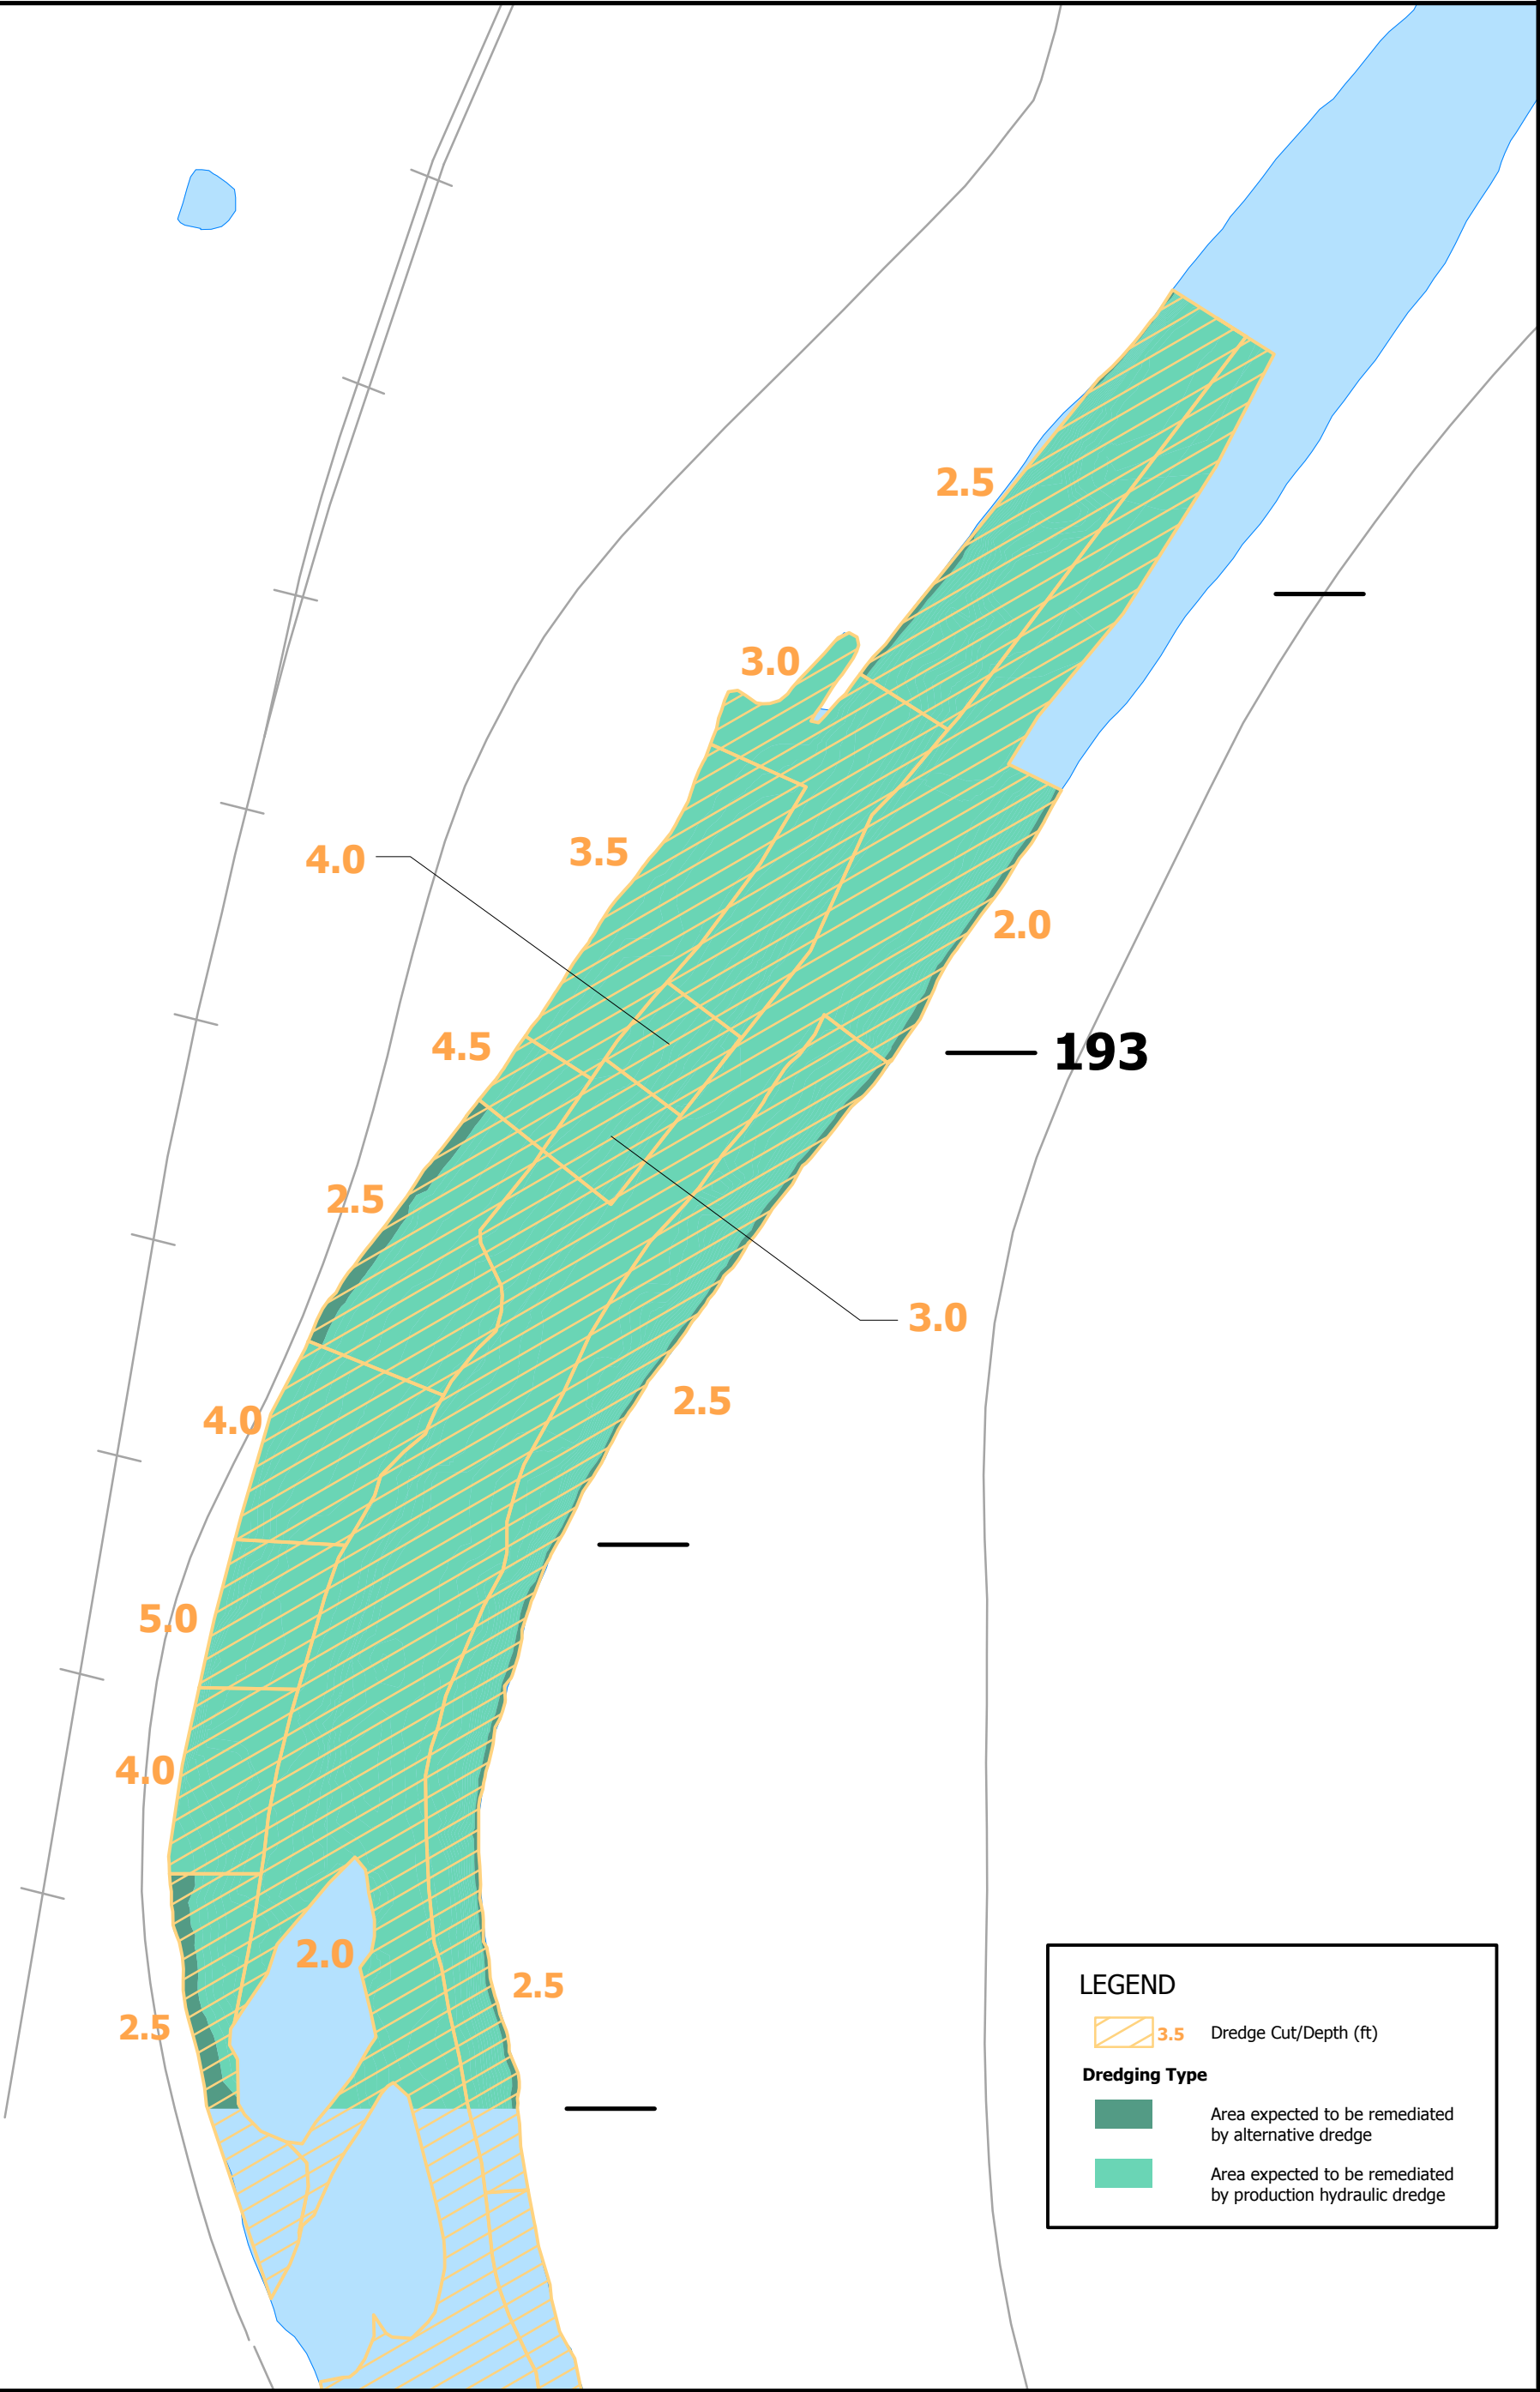 2.5
3.0
3.5
4.0
2.0
4.5
193
2.5
3.0
2.5
4.0
5.0
4.0
2.0
2.5
2.5
LEGEND
3.5 Dredge Cut/Depth (ft)
Dredging Type
Area expected to be remediated
by alternative dredge
Area expected to be remediated
by production hydraulic dredge